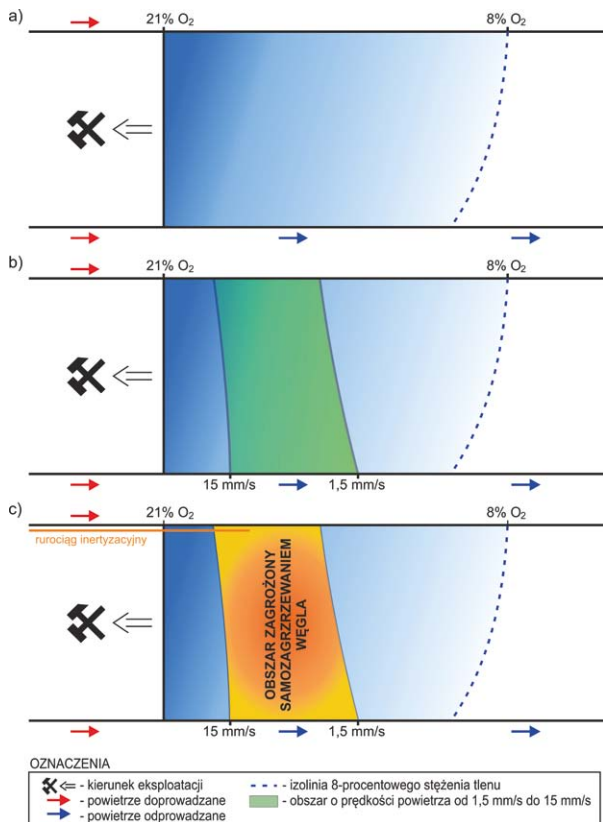 a)
21% O₂
8% O₂
b)
21% O₂
8% O₂
15 mm/s
1,5 mm/s
c)
21% O₂
8% O₂
rurociąg inertyzacyjny
OBSZAR ZAGROŻONY
SAMOZAGRZRZEWANIEM
WĘGLA
15 mm/s
1,5 mm/s
OZNACZENIA
- kierunek eksploatacji
- izolinia 8-procentowego stężenia tlenu
- powietrze doprowadzane
- obszar o prędkości powietrza od 1,5 mm/s do 15 mm/s
- powietrze odprowadzane